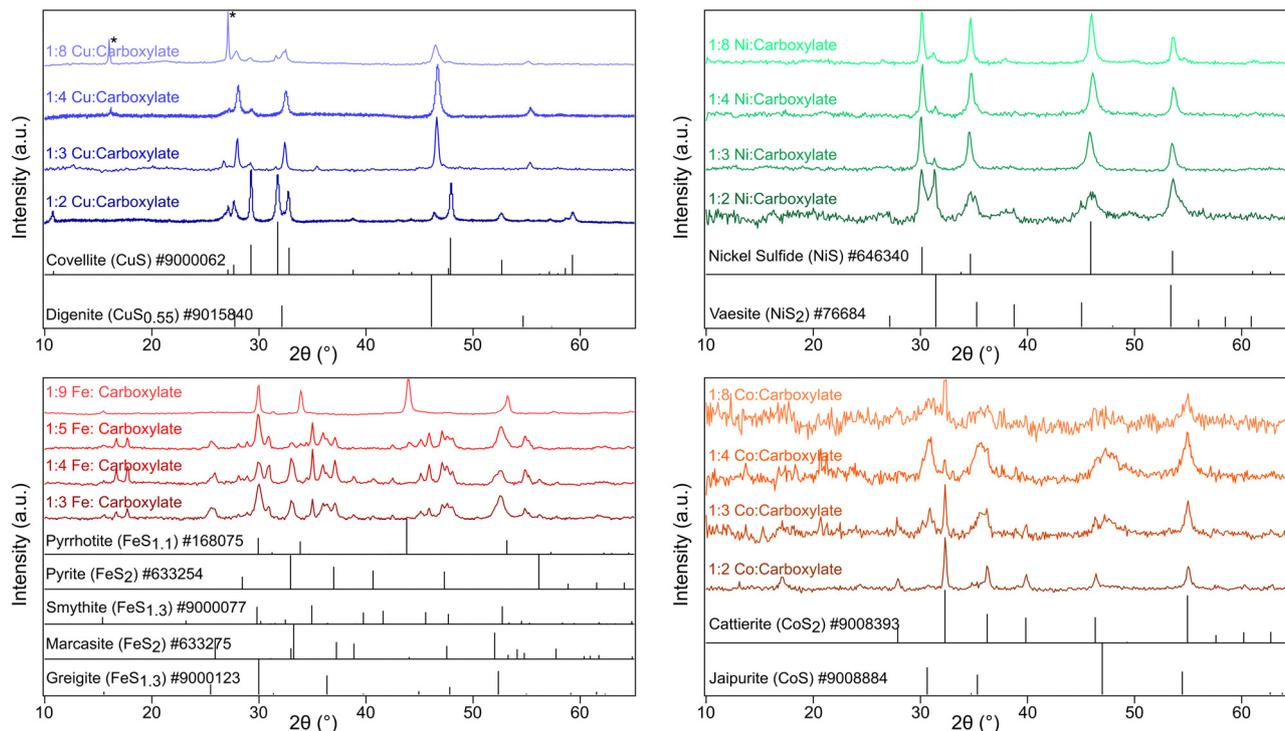 *
*
1:8 Cu:Carboxylate
1:4 Cu:Carboxylate
1:3 Cu:Carboxylate
1:2 Cu:Carboxylate
Covellite (CuS) #9000062
Digenite (CuS0.55) #9015840
Intensity (a.u.)
10 20 30 40 50 60
2θ (°)
1:8 Ni:Carboxylate
1:4 Ni:Carboxylate
1:3 Ni:Carboxylate
1:2 Ni:Carboxylate
Nickel Sulfide (NiS) #646340
Vaesite (NiS2) #76684
Intensity (a.u.)
10 20 30 40 50 60
2θ (°)
1:9 Fe: Carboxylate
1:5 Fe: Carboxylate
1:4 Fe: Carboxylate
1:3 Fe: Carboxylate
Pyrrhotite (FeS1.1) #168075
Pyrite (FeS2) #633254
Smythite (FeS1.3) #9000077
Marcasite (FeS2) #633275
Greigite (FeS1.3) #9000123
Intensity (a.u.)
10 20 30 40 50 60
2θ (°)
1:8 Co:Carboxylate
1:4 Co:Carboxylate
1:3 Co:Carboxylate
1:2 Co:Carboxylate
Cattierite (CoS2) #9008393
Jaipurite (CoS) #9008884
Intensity (a.u.)
10 20 30 40 50 60
2θ (°)